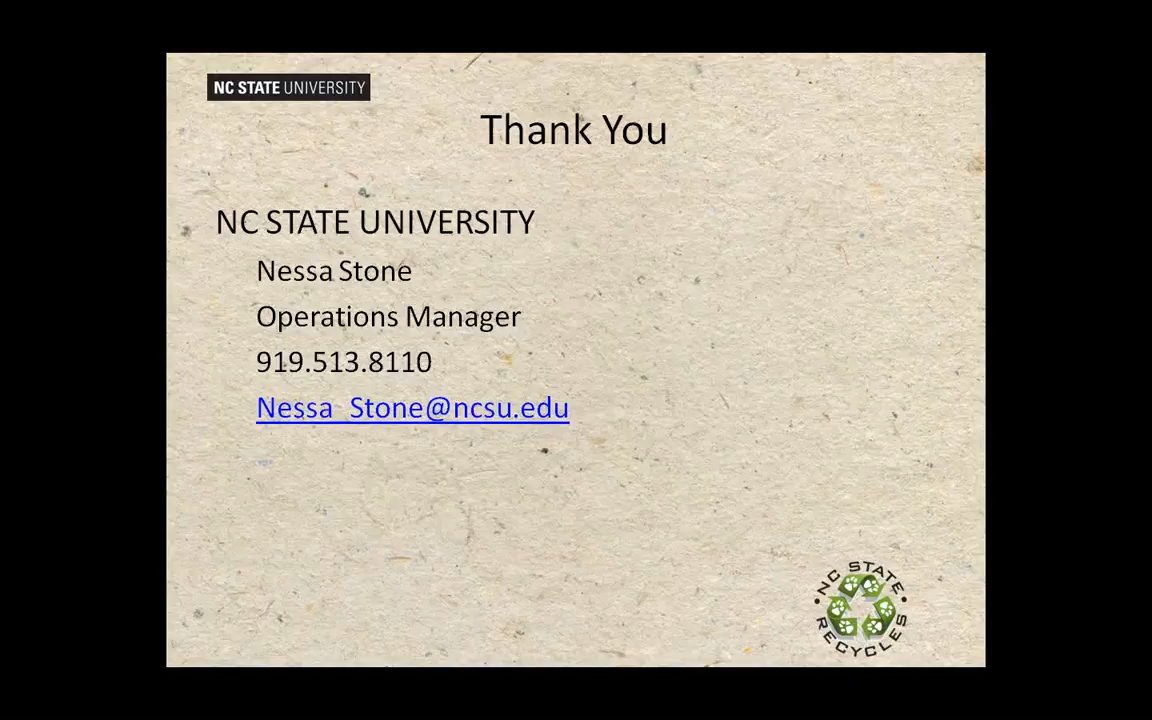 NC STATE UNIVERSITY
Thank You
NC STATE UNIVERSITY
Nessa Stone
Operations Manager
919.513.8110
Nessa_Stone@ncsu.edu
NC STATE
RECYCLES